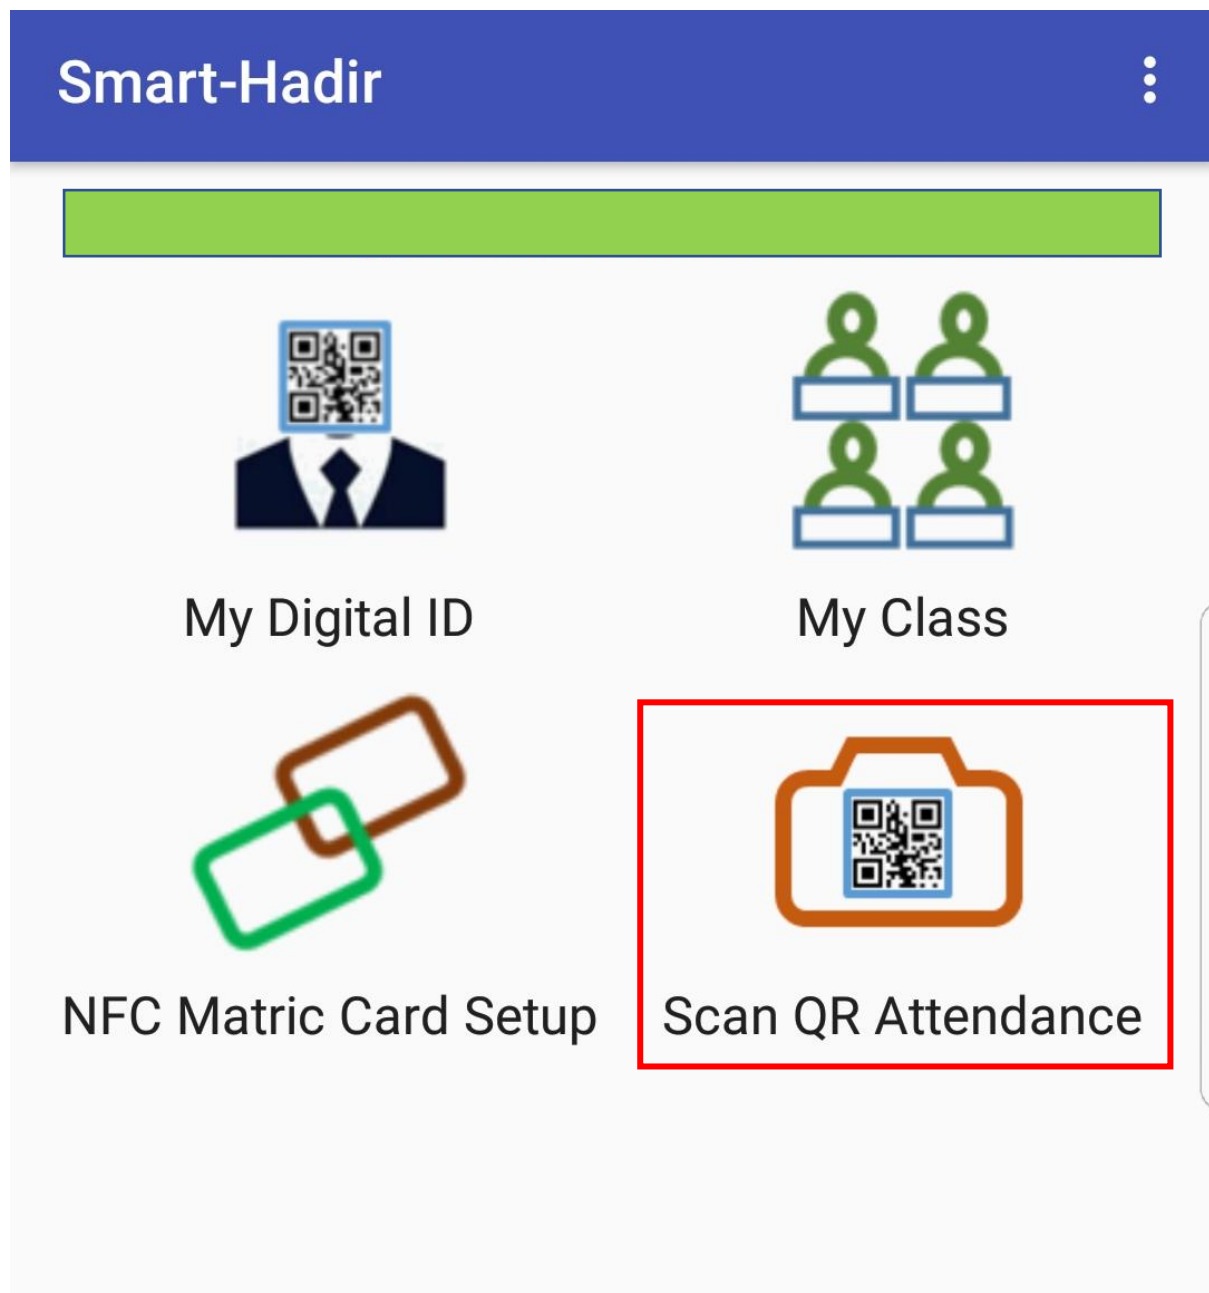 Smart-Hadir
My Digital ID
My Class
NFC Matric Card Setup
Scan QR Attendance